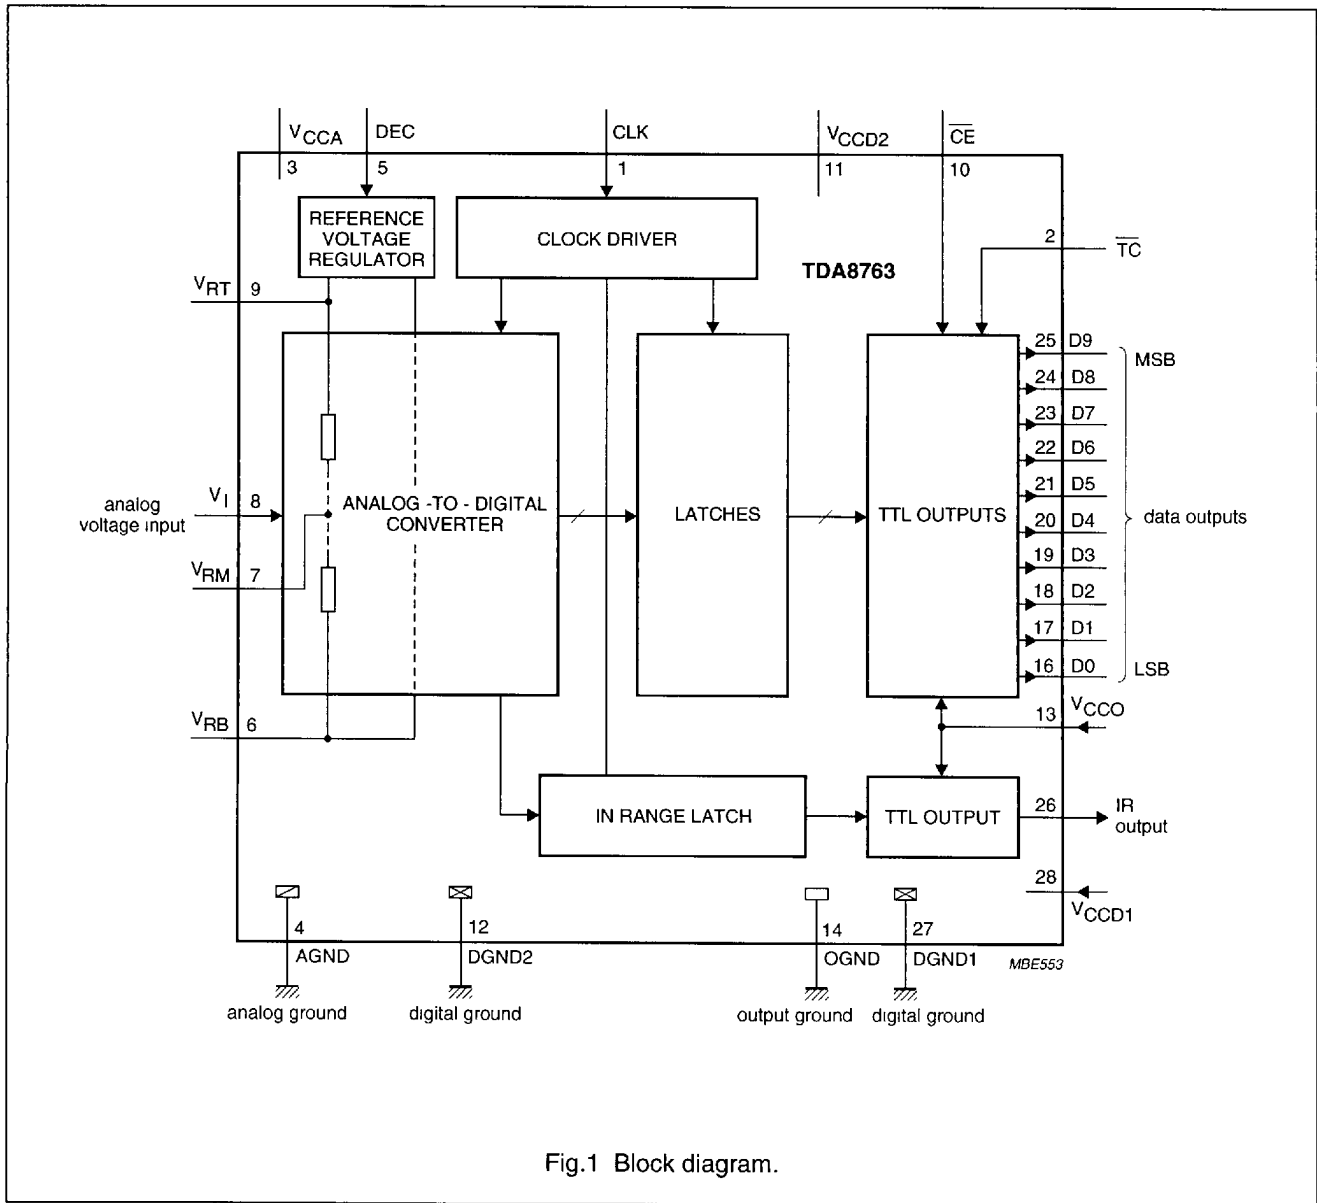 VCCA DEC CLK VCCD2 CE
3 5 1 11 10
REFERENCE
VOLTAGE
REGULATOR
CLOCK DRIVER
2 TC
TDA8763
VRT 9
25 D9 MSB
24 D8
23 D7
22 D6
21 D5
20 D4
19 D3
18 D2
17 D1
16 D0 LSB
data outputs
analog
voltage input
VI 8
ANALOG -TO - DIGITAL
CONVERTER
LATCHES
TTL OUTPUTS
VRM 7
VRB 6
13 VCCO
IN RANGE LATCH
TTL OUTPUT
26 IR
output
28 VCCD1
4 12 14 27
AGND DGND2 OGND DGND1
MBE553
analog ground digital ground output ground digital ground
Fig.1 Block diagram.